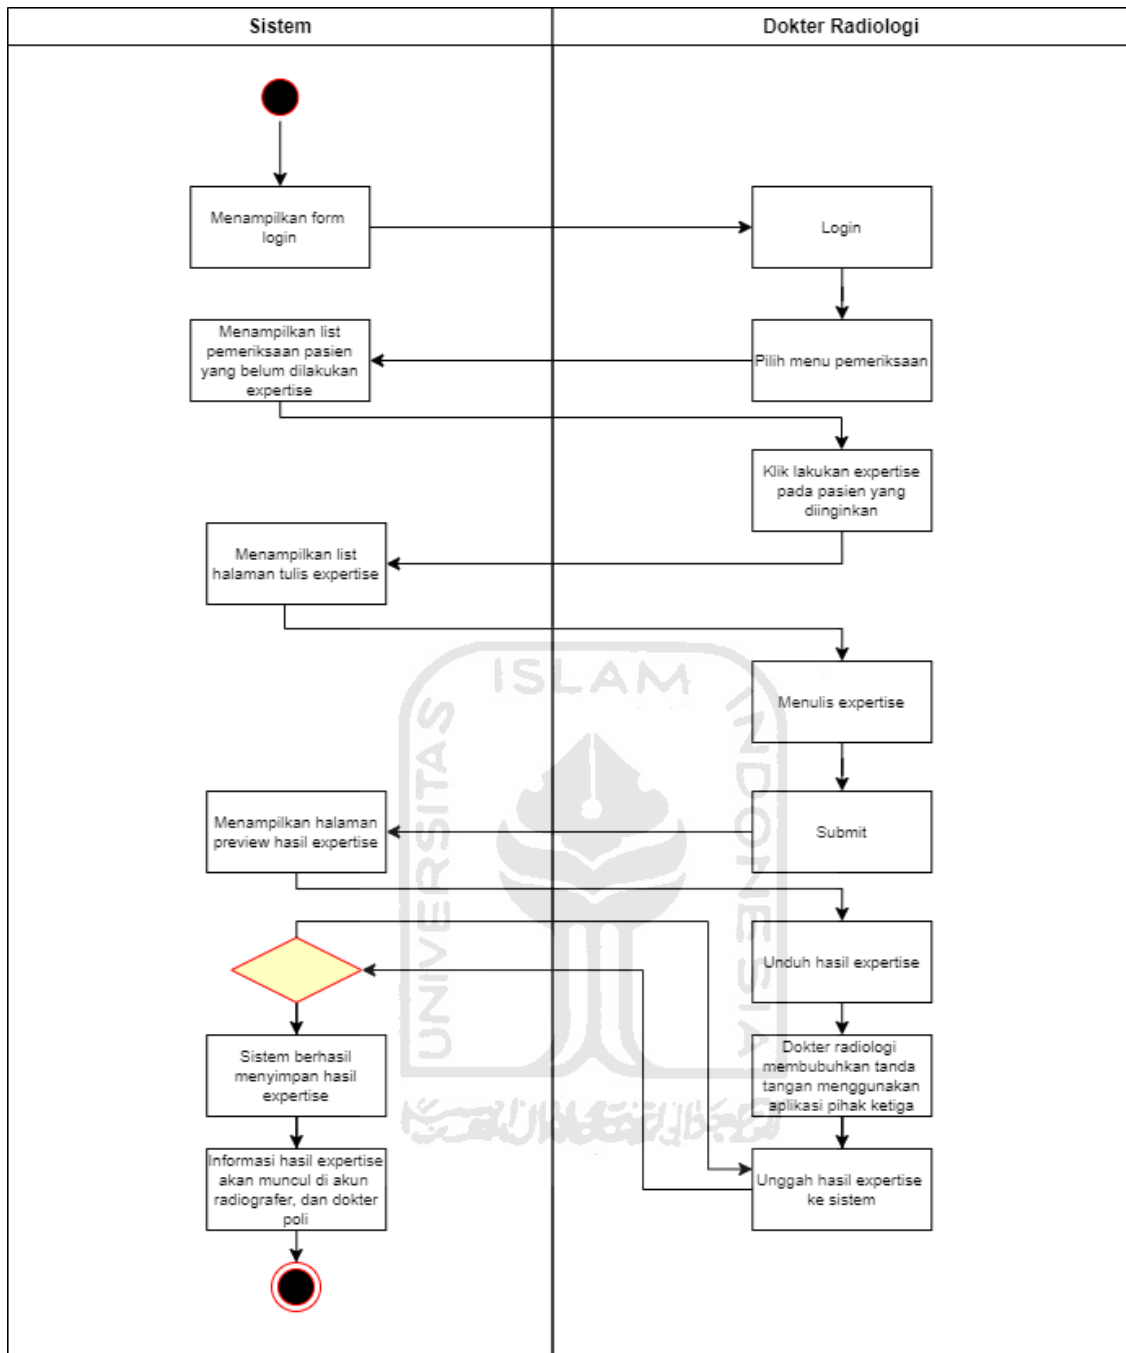 Sistem
Dokter Radiologi
Menampilkan form
login
Login
Menampilkan list
pemeriksaan pasien
yang belum dilakukan
expertise
Pilih menu pemeriksaan
Klik lakukan expertise
pada pasien yang
diinginkan
Menampilkan list
halaman tulis expertise
Menulis expertise
Menampilkan halaman
preview hasil expertise
Submit
Unduh hasil expertise
Sistem berhasil
menyimpan hasil
expertise
Dokter radiologi
membubuhkan tanda
tangan menggunakan
aplikasi pihak ketiga
Informasi hasil expertise
akan muncul di akun
radiografer, dan dokter
poli
Unggah hasil expertise
ke sistem
UNIVERSITAS
ISLAM
INDONESIA